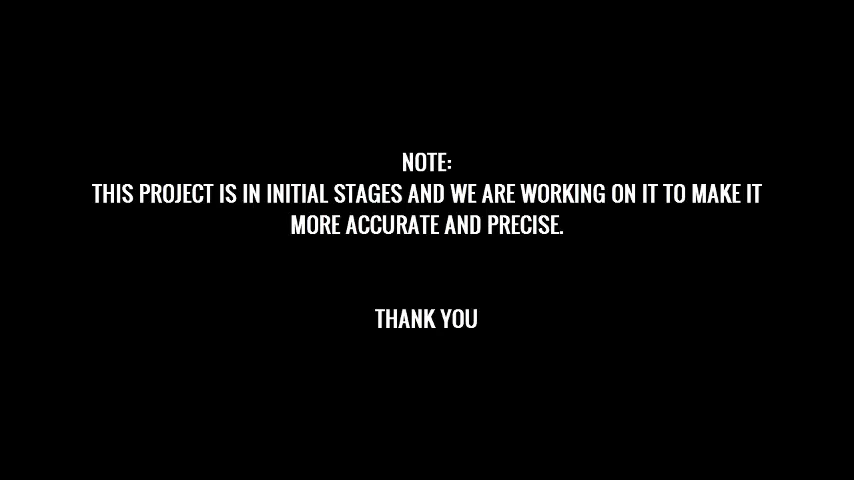 NOTE:
THIS PROJECT IS IN INITIAL STAGES AND WE ARE WORKING ON IT TO MAKE IT
MORE ACCURATE AND PRECISE.
THANK YOU